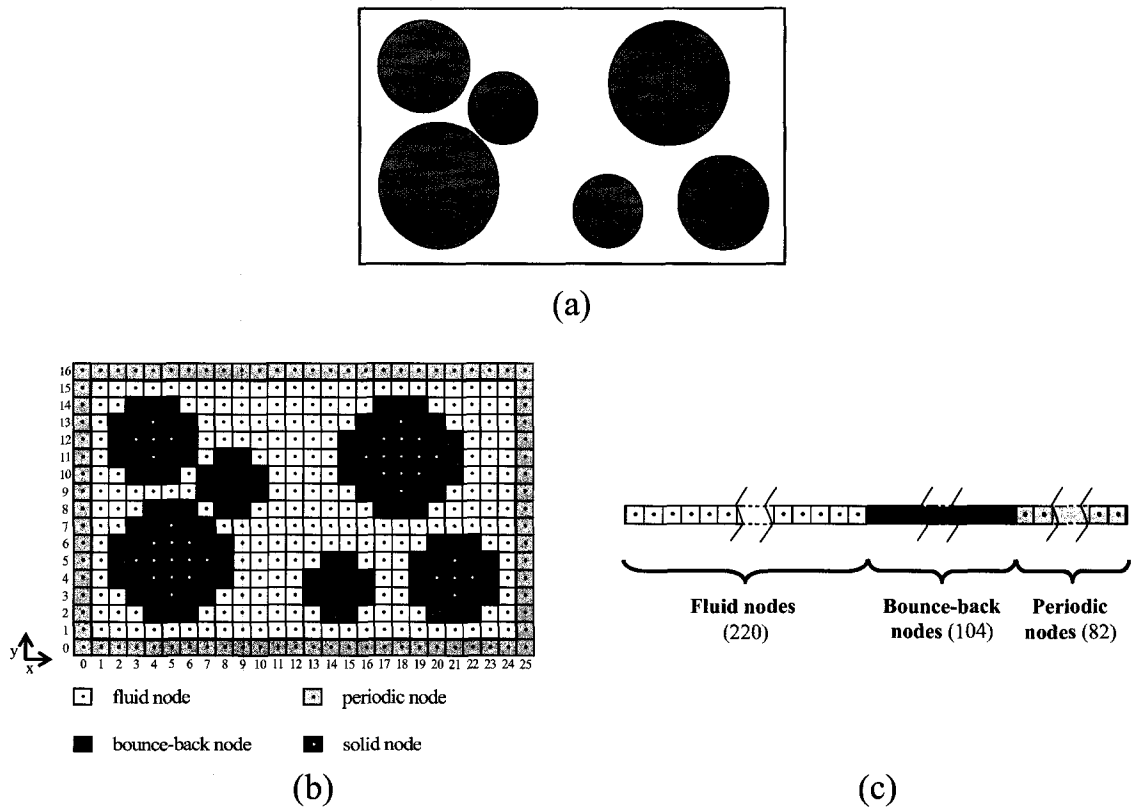 (a)
16
15
14
13
12
11
10
9
8
7
6
5
4
3
2
1
0
y
x
0 1 2 3 4 5 6 7 8 9 10 11 12 13 14 15 16 17 18 19 20 21 22 23 24 25
fluid node
periodic node
bounce-back node
solid node
(b)
Fluid nodes
(220)
Bounce-back
nodes (104)
Periodic
nodes (82)
(c)